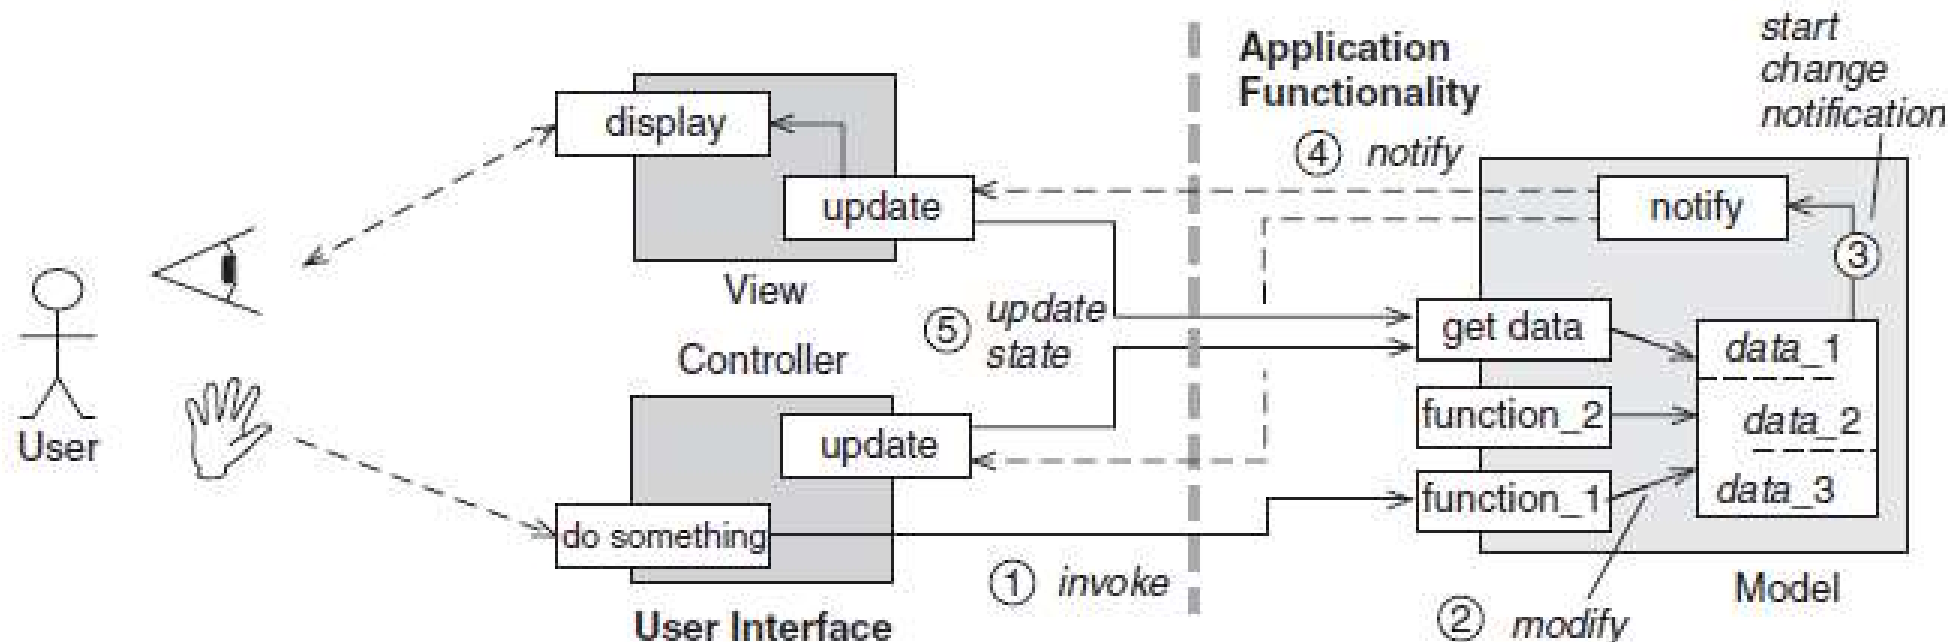 start
change
notification
Application
Functionality
④ notify
display
update
notify
③
View
⑤ update
state
get data
data_1
Controller
function_2
data_2
update
User
function_1
data_3
do something
① invoke
Model
② modify
User Interface